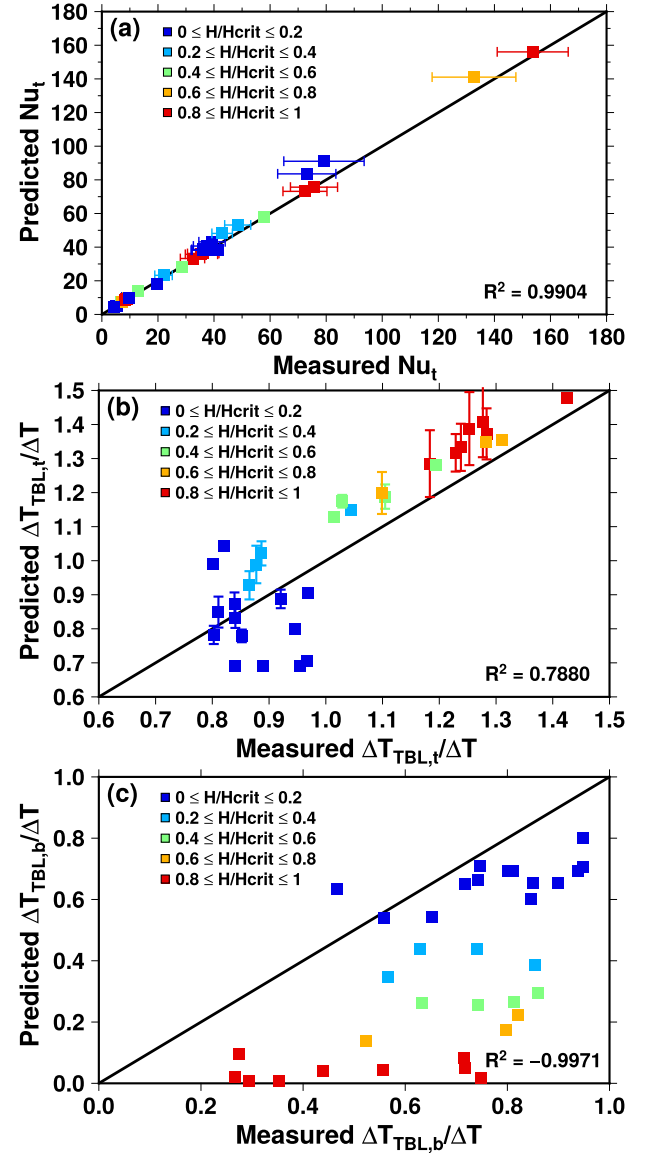 (a)
0 ≤ H/Hcrit ≤ 0.2
0.2 ≤ H/Hcrit ≤ 0.4
0.4 ≤ H/Hcrit ≤ 0.6
0.6 ≤ H/Hcrit ≤ 0.8
0.8 ≤ H/Hcrit ≤ 1
R² = 0.9904
180
160
140
120
100
80
60
40
20
0
Predicted Nuₜ
0 20 40 60 80 100 120 140 160 180
Measured Nuₜ
(b)
0 ≤ H/Hcrit ≤ 0.2
0.2 ≤ H/Hcrit ≤ 0.4
0.4 ≤ H/Hcrit ≤ 0.6
0.6 ≤ H/Hcrit ≤ 0.8
0.8 ≤ H/Hcrit ≤ 1
R² = 0.7880
1.5
1.4
1.3
1.2
1.1
1.0
0.9
0.8
0.7
0.6
Predicted ΔT_TBL,t/ΔT
0.6 0.7 0.8 0.9 1.0 1.1 1.2 1.3 1.4 1.5
Measured ΔT_TBL,t/ΔT
(c)
0 ≤ H/Hcrit ≤ 0.2
0.2 ≤ H/Hcrit ≤ 0.4
0.4 ≤ H/Hcrit ≤ 0.6
0.6 ≤ H/Hcrit ≤ 0.8
0.8 ≤ H/Hcrit ≤ 1
R² = −0.9971
1.0
0.8
0.6
0.4
0.2
0.0
Predicted ΔT_TBL,b/ΔT
0.0 0.2 0.4 0.6 0.8 1.0
Measured ΔT_TBL,b/ΔT